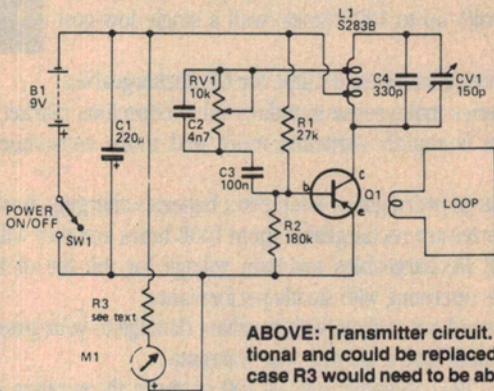 L1
S283B
B1
9V
RV1
10k
C2
4n7
C1
220µ
R1
27k
C4
330p
CV1
150p
C3
100n
b
c
e
Q1
LOOP
POWER
ON/OFF
SW1
R2
180k
R3
see text
M1
+
+
+
ABOVE: Transmitter circuit.
tional and could be replaced
case R3 would need to be ab